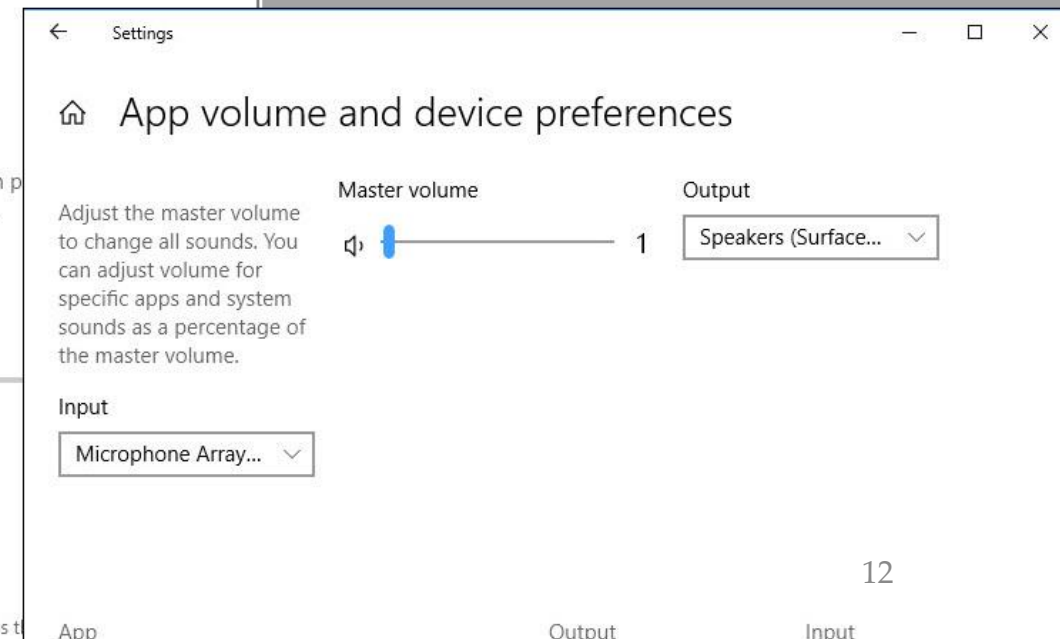 Settings
App volume and device preferences
Master volume
Output
Adjust the master volume
to change all sounds. You
can adjust volume for
specific apps and system
sounds as a percentage of
the master volume.
1
Speakers (Surface...
Input
Microphone Array...
12
App
Output
Input